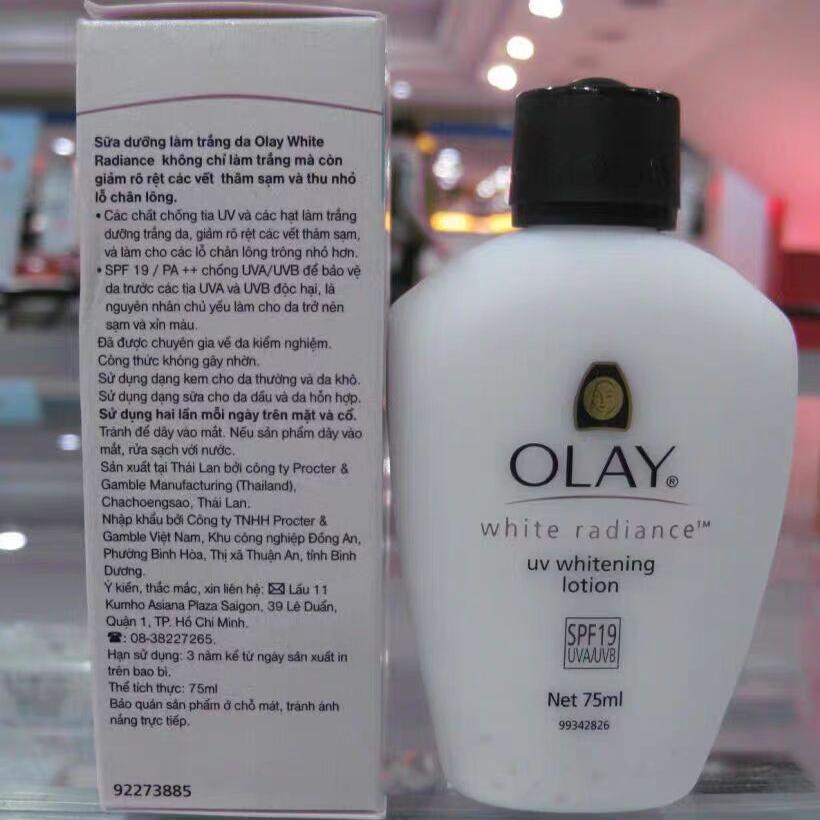 Sữa dưỡng làm trắng da Olay White
Radiance không chỉ làm trắng mà còn
giảm rõ rệt các vết thâm sạm và thu nhỏ
lỗ chân lông.
• Các chất chống tia UV và các hạt làm trắng
dưỡng trắng da, giảm rõ rệt các vết thâm sạm,
và làm cho các lỗ chân lông trông nhỏ hơn.
• SPF 19 / PA ++ chống UVA/UVB để bảo vệ
da trước các tia UVA và UVB độc hại, là
nguyên nhân chủ yếu làm cho da trở nên
sạm và xỉn màu.
Đã được chuyên gia về da kiểm nghiệm.
Công thức không gây nhờn.
Sử dụng dạng kem cho da thường và da khô.
Sử dụng dạng sữa cho da dầu và da hỗn hợp.
Sử dụng hai lần mỗi ngày trên mặt và cổ.
Tránh để dây vào mắt. Nếu sản phẩm dây vào
mắt, rửa sạch với nước.
Sản xuất tại Thái Lan bởi công ty Procter &
Gamble Manufacturing (Thailand),
Chachoengsao, Thái Lan.
Nhập khẩu bởi Công ty TNHH Procter &
Gamble Việt Nam, Khu công nghiệp Đồng An,
Phường Bình Hòa, Thị xã Thuận An, tỉnh Bình
Dương.
Ý kiến, thắc mắc, xin liên hệ: Lầu 11
Kumho Asiana Plaza Saigon, 39 Lê Duẩn,
Quận 1, TP. Hồ Chí Minh.
: 08-38227265.
Hạn sử dụng: 3 năm kể từ ngày sản xuất in
trên bao bì.
Thể tích thực: 75ml
Bảo quản sản phẩm ở chỗ mát, tránh ánh
nắng trực tiếp.
92273885
OLAY®
white radiance™
uv whitening
lotion
SPF19
UVA/UVB
Net 75ml
99342826